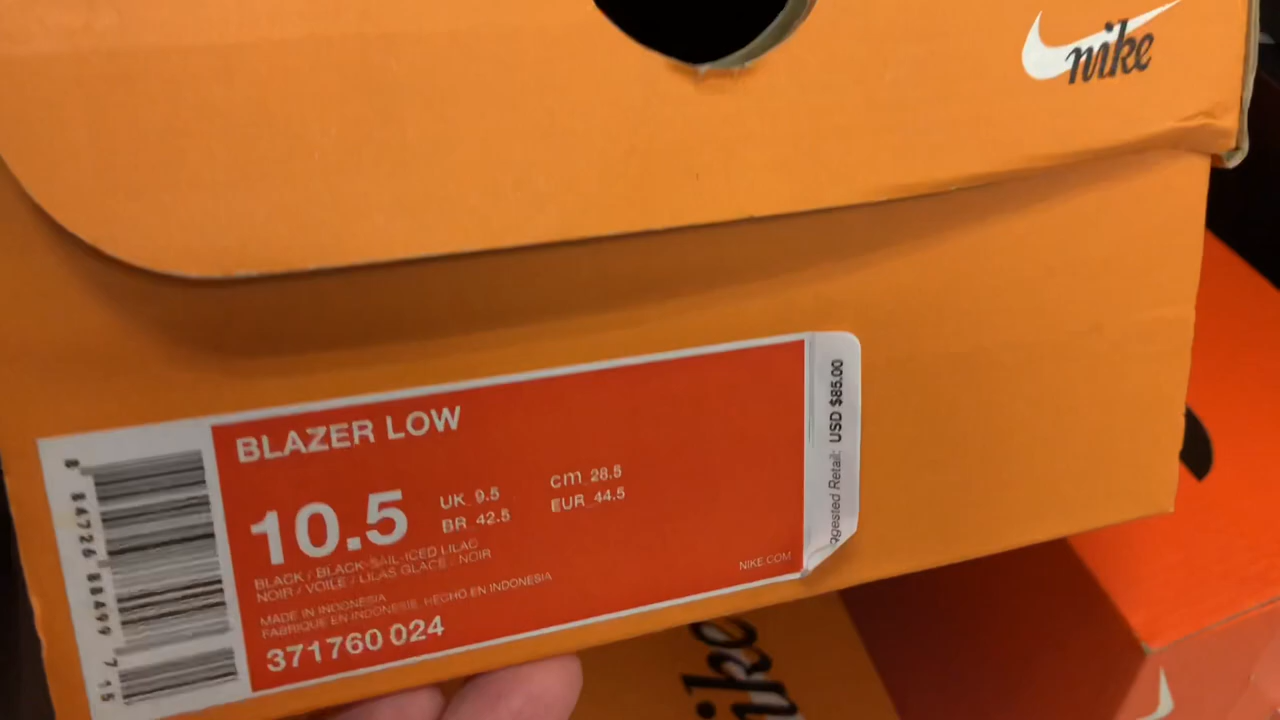 nike
BLAZER LOW
10.5
UK 9.5
BR 42.5
cm 28.5
EUR 44.5
BLACK / BLACK-SAIL-ICED LILAC
NOIR / VOILE / LILAS GLACE / NOIR
MADE IN INDONESIA
FABRIQUE EN INDONESIE, HECHO EN INDONESIA
371760 024
NIKE.COM
ggested Retail: USD $85.00
ike